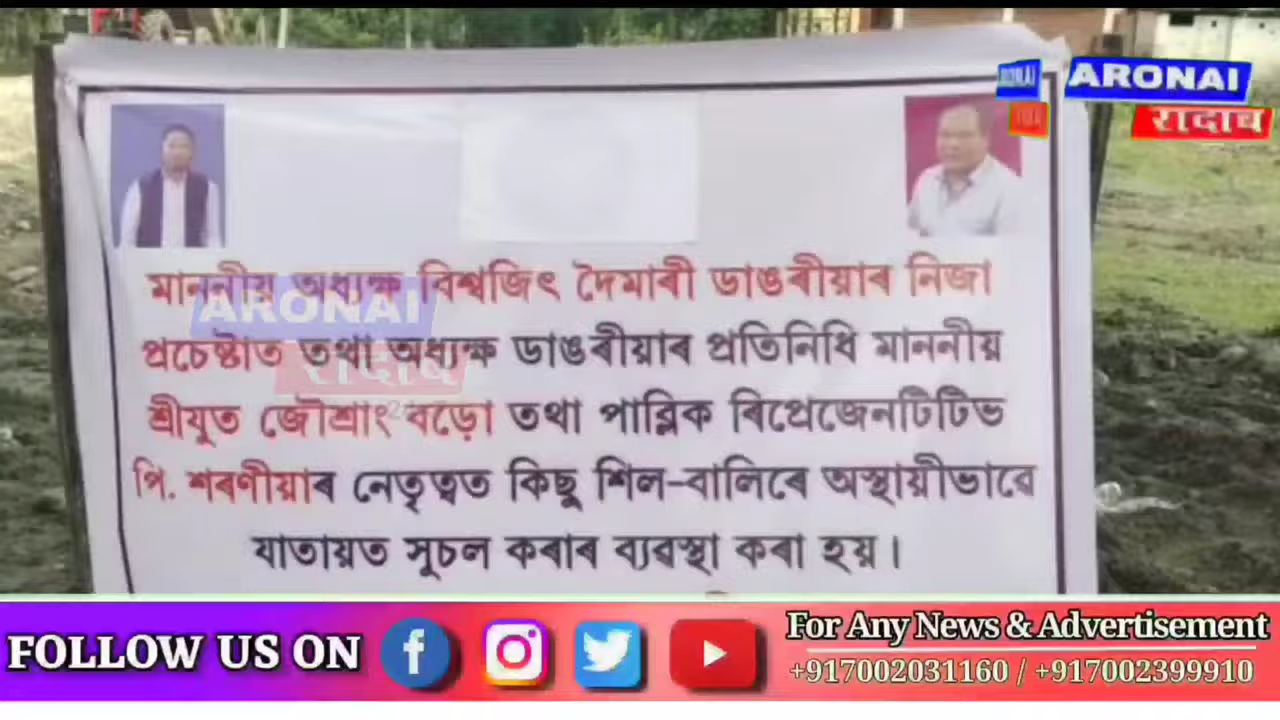 ARONAI
रादाब
মাননীয় অধ্যক্ষ বিশ্বজিৎ দৈমাৰী ডাঙৰীয়াৰ নিজা
প্ৰচেষ্টাত তথা অধ্যক্ষ ডাঙৰীয়াৰ প্ৰতিনিধি মাননীয়
শ্ৰীযুত জৌশ্ৰাং বড়ো তথা পাব্লিক ৰিপ্ৰেজেনটিটিভ
পি. শৰণীয়াৰ নেতৃত্বত কিছু শিল-বালিৰে অস্থায়ীভাৱে
যাতায়ত সুচল কৰাৰ ব্যৱস্থা কৰা হয়।
ARONAI
रादाब
FOLLOW US ON
For Any News & Advertisement
+917002031160 / +917002399910